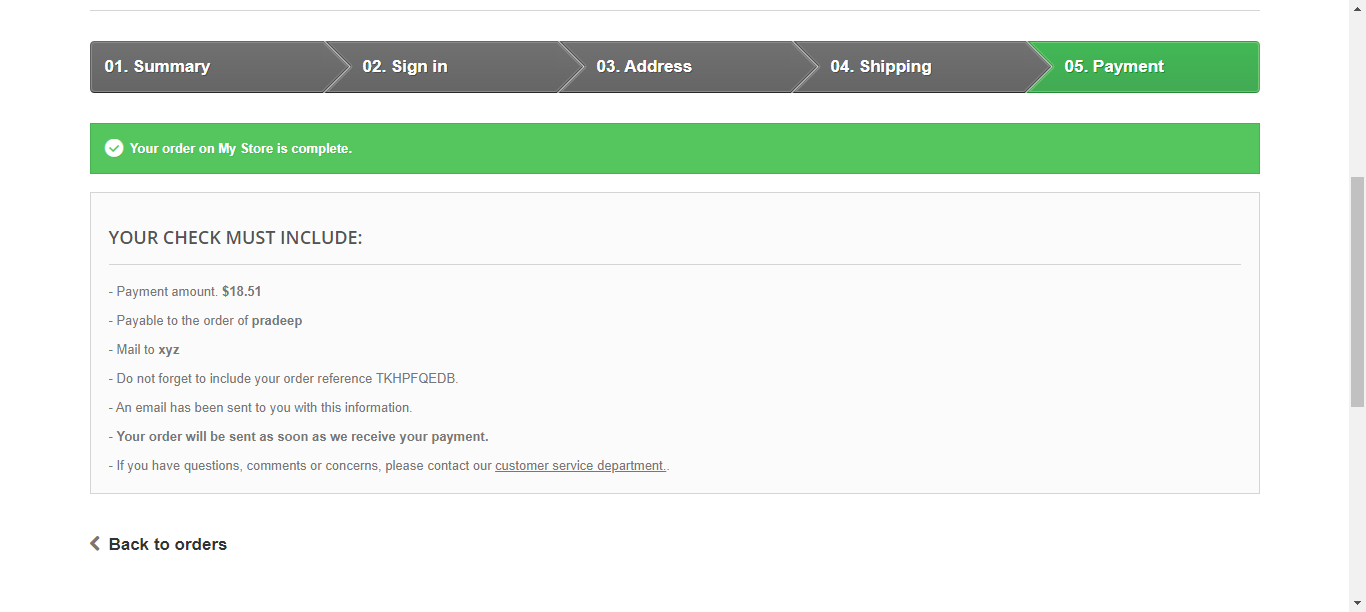 01. Summary
02. Sign in
03. Address
04. Shipping
05. Payment
Your order on My Store is complete.
YOUR CHECK MUST INCLUDE:
- Payment amount. $18.51
- Payable to the order of pradeep
- Mail to xyz
- Do not forget to include your order reference TKHPFQEDB.
- An email has been sent to you with this information.
- Your order will be sent as soon as we receive your payment.
- If you have questions, comments or concerns, please contact our customer service department..
Back to orders